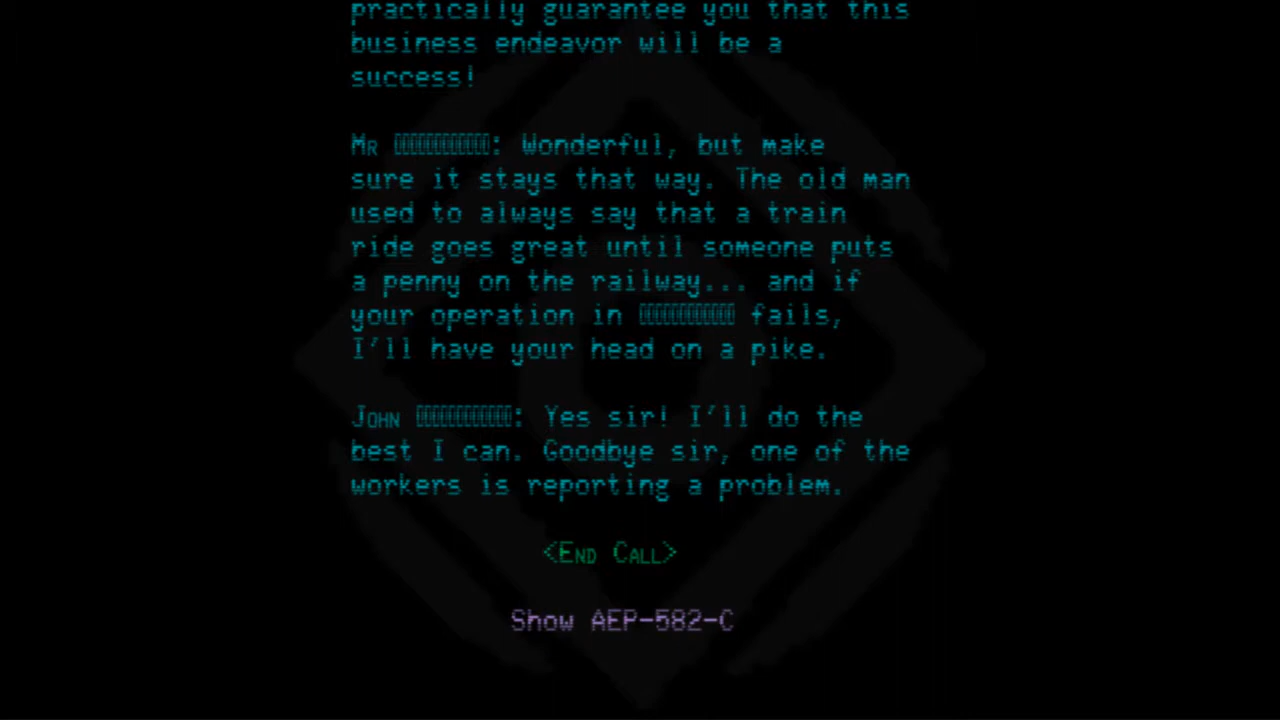 practically guarantee you that this
business endeavor will be a
success!
Mr ▯▯▯▯▯▯▯▯▯▯▯▯: Wonderful, but make
sure it stays that way. The old man
used to always say that a train
ride goes great until someone puts
a penny on the railway... and if
your operation in ▯▯▯▯▯▯▯▯▯▯▯▯ fails,
I'll have your head on a pike.
John ▯▯▯▯▯▯▯▯▯▯▯▯: Yes sir! I'll do the
best I can. Goodbye sir, one of the
workers is reporting a problem.
<End Call>
Show AEP-582-C